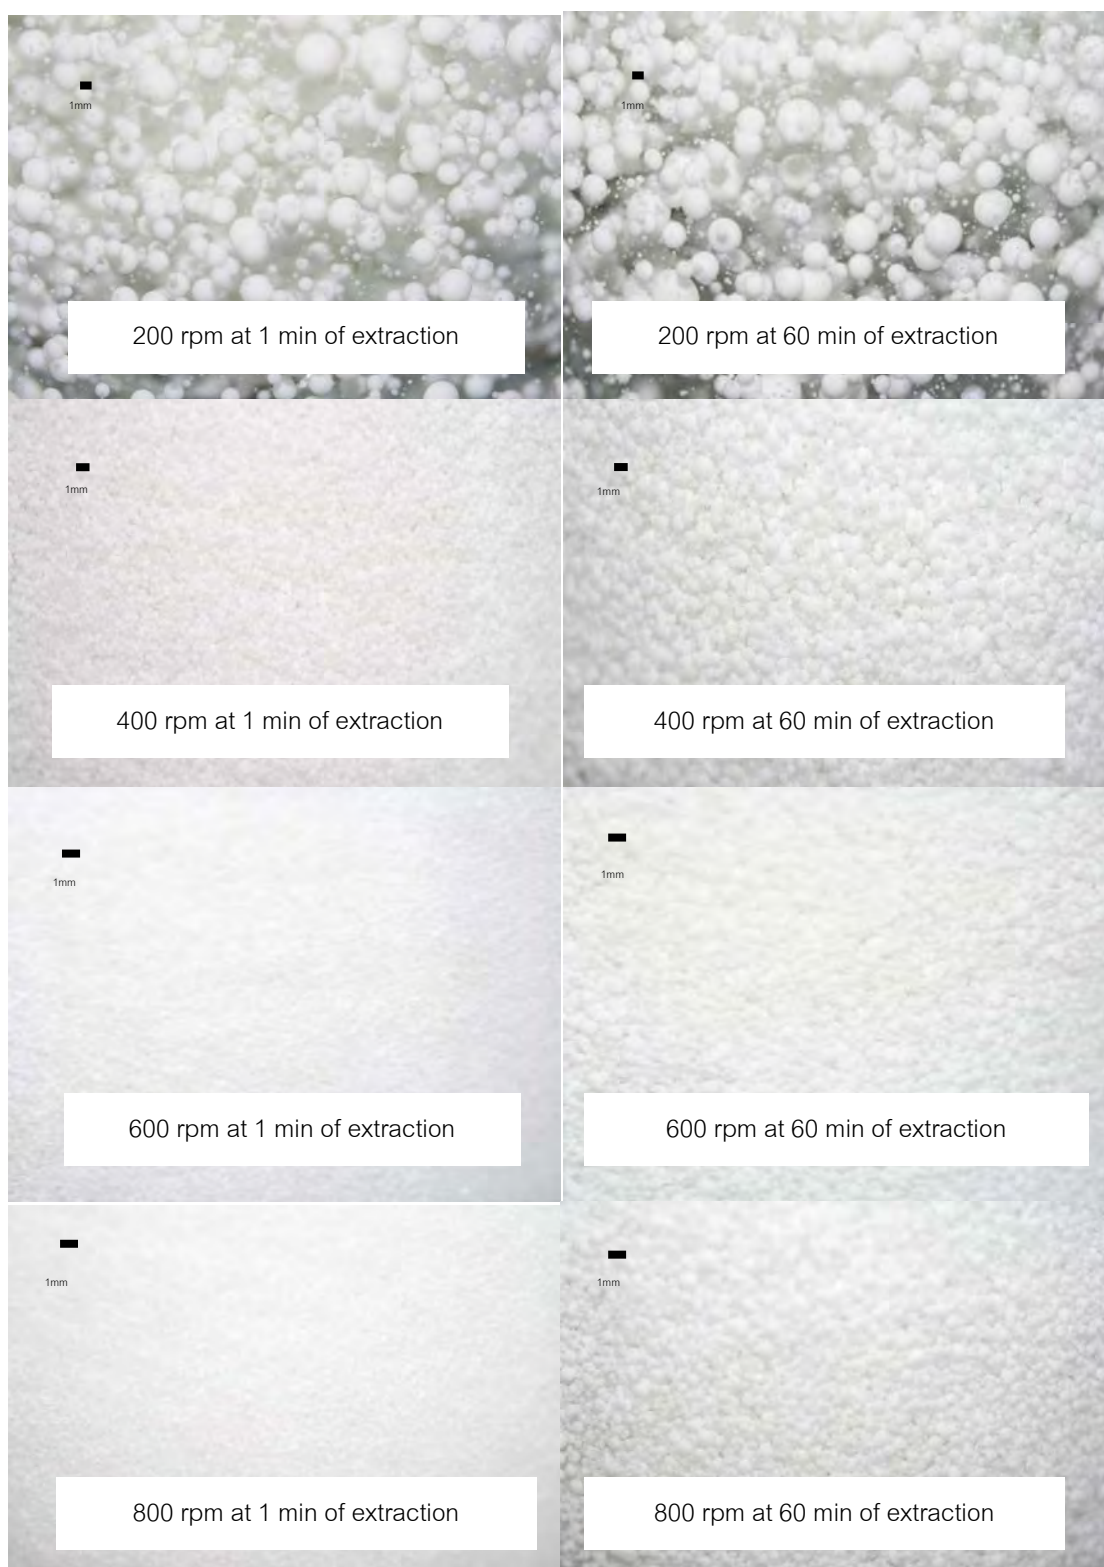 1mm
1mm
200 rpm at 1 min of extraction
200 rpm at 60 min of extraction
1mm
1mm
400 rpm at 1 min of extraction
400 rpm at 60 min of extraction
1mm
1mm
600 rpm at 1 min of extraction
600 rpm at 60 min of extraction
1mm
1mm
800 rpm at 1 min of extraction
800 rpm at 60 min of extraction